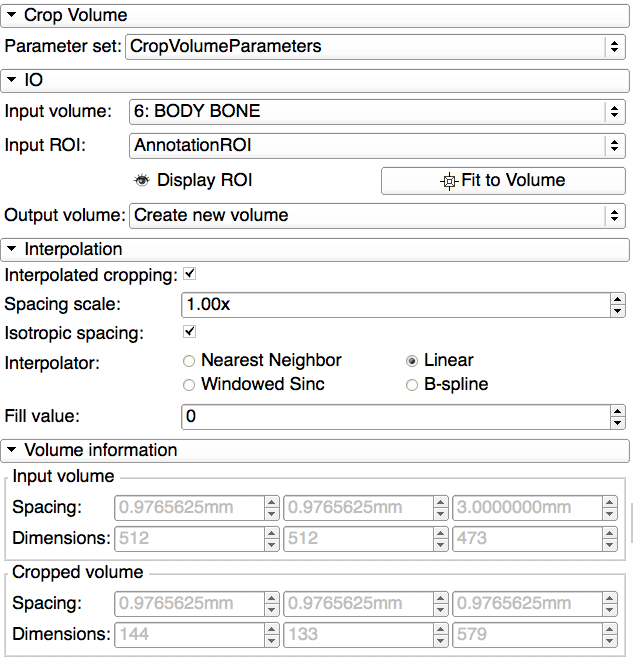 Crop Volume
Parameter set: CropVolumeParameters
IO
Input volume: 6: BODY BONE
Input ROI: AnnotationROI
Display ROI Fit to Volume
Output volume: Create new volume
Interpolation
Interpolated cropping:
Spacing scale: 1.00x
Isotropic spacing:
Interpolator: Nearest Neighbor Linear
Windowed Sinc B-spline
Fill value: 0
Volume information
Input volume
Spacing: 0.9765625mm 0.9765625mm 3.0000000mm
Dimensions: 512 512 473
Cropped volume
Spacing: 0.9765625mm 0.9765625mm 0.9765625mm
Dimensions: 144 133 579